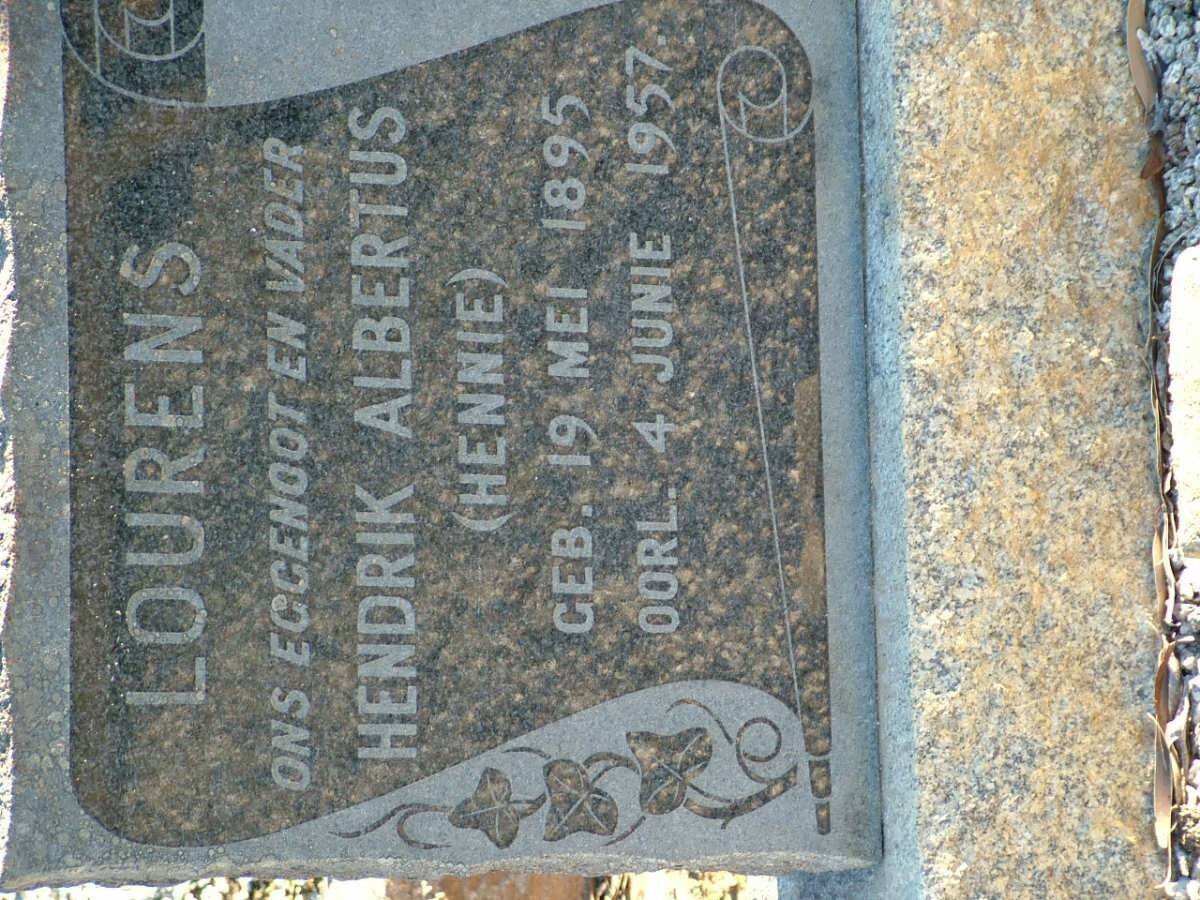 LOURENS
ONS EGGENOOT EN VADER
HENDRIK ALBERTUS
(HENNIE)
GEB. 19 MEI 1895
OORL. 4 JUNIE 1957.